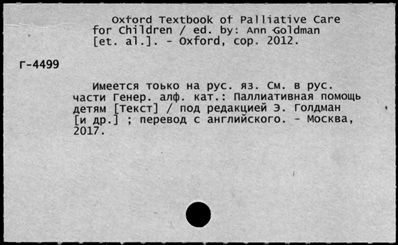 Oxford Textbook of Palliative Care
for Children / ed. by: Ann Goldman
[et. al.]. - Oxford, cop. 2012.
Г-4499
Имеется тоько на рус. яз. См. в рус.
части Генер. алф. кат.: Паллиативная помощь
детям [Текст] / под редакцией Э. Голдман
[и др.] ; перевод с английского. - Москва,
2017.